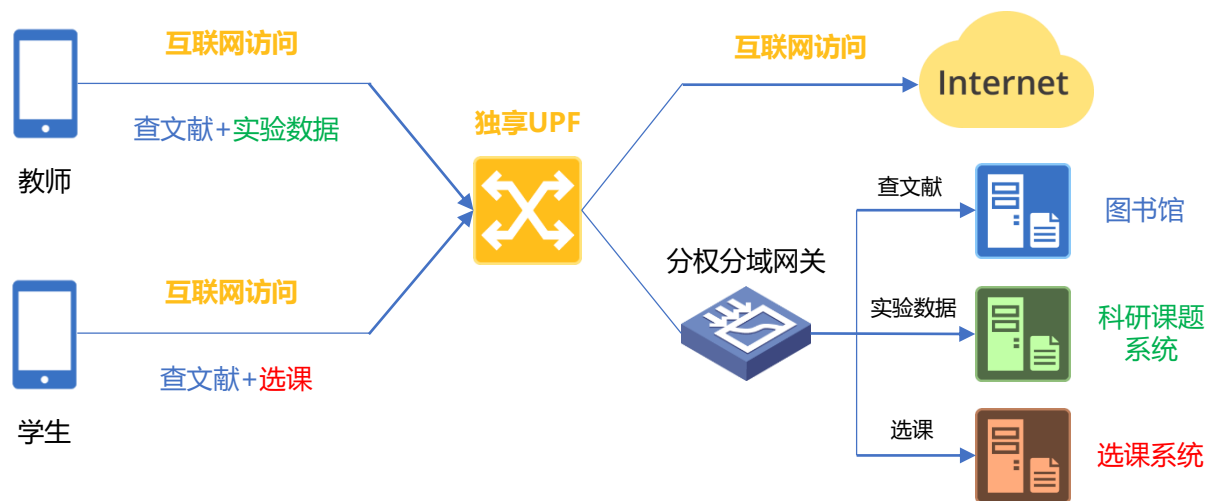 互联网访问
查文献+实验数据
教师
互联网访问
查文献+选课
学生
独享UPF
互联网访问
Internet
分权分域网关
查文献
图书馆
实验数据
科研课题
系统
选课
选课系统